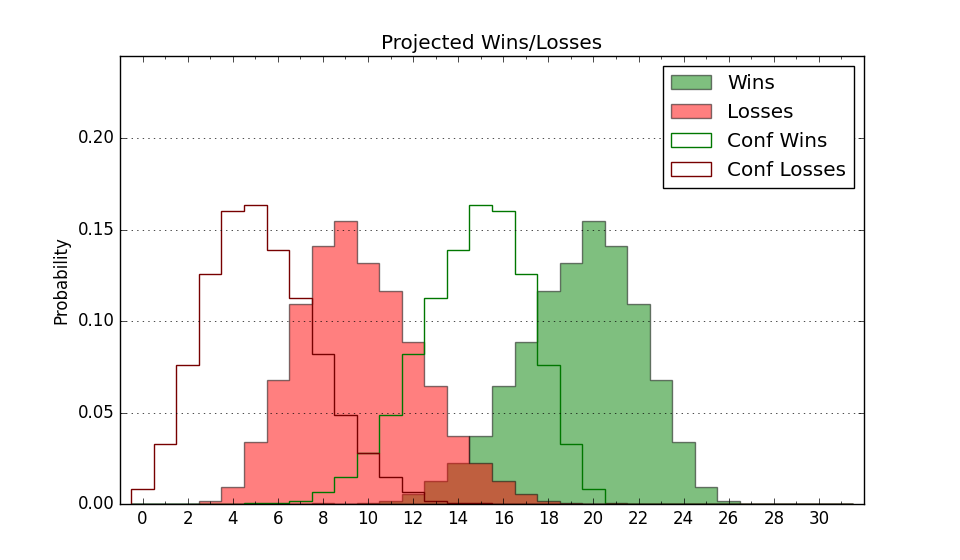 Projected Wins/Losses
Wins
Losses
Conf Wins
Conf Losses
Probability
0.20
0.15
0.10
0.05
0.00
0 2 4 6 8 10 12 14 16 18 20 22 24 26 28 30